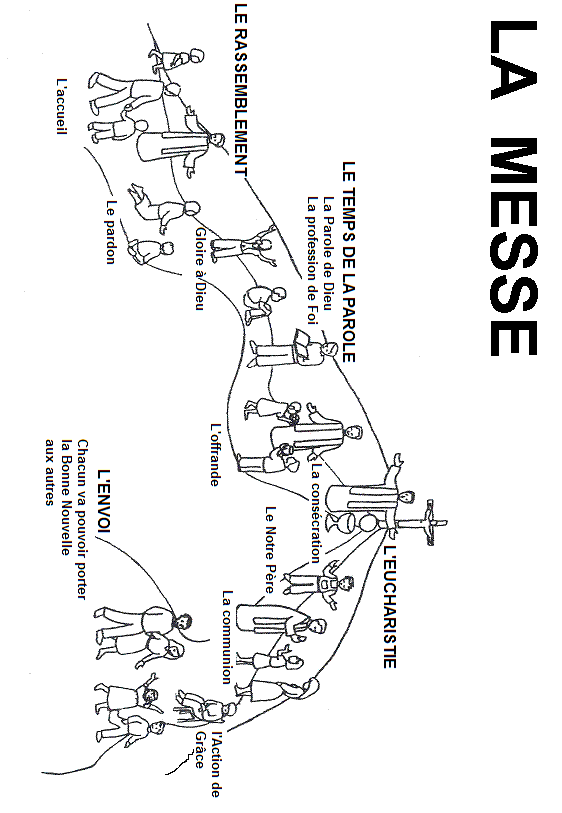 LA MESSE
LE RASSEMBLEMENT
L'accueil
Le pardon
Gloire à Dieu
LE TEMPS DE LA PAROLE
La Parole de Dieu
La profession de Foi
L'offrande
La consécration
L'EUCHARISTIE
Le Notre Père
La communion
l'Action de
Grâce
L'ENVOI
Chacun va pouvoir porter
la Bonne Nouvelle
aux autres